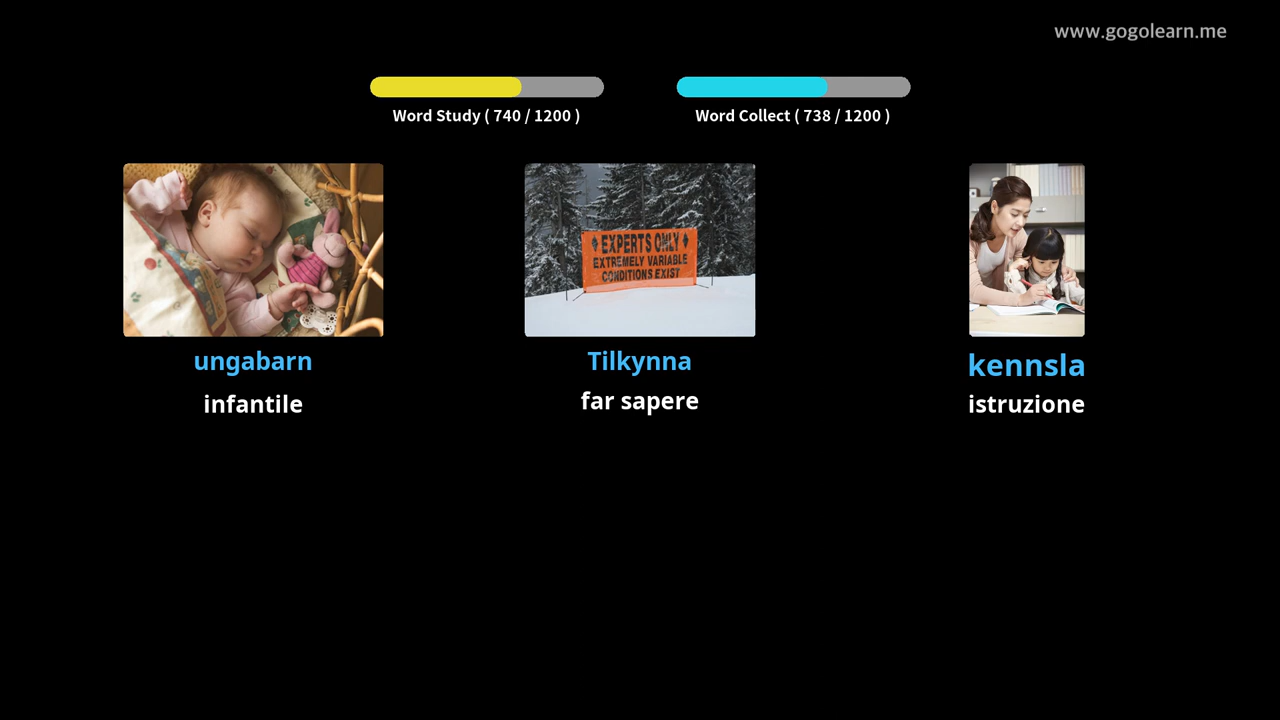 www.gogolearn.me
Word Study ( 740 / 1200 )
Word Collect ( 738 / 1200 )
EXPERTS ONLY
EXTREMELY VARIABLE
CONDITIONS EXIST
ungabarn
Tilkynna
kennsla
infantile
far sapere
istruzione